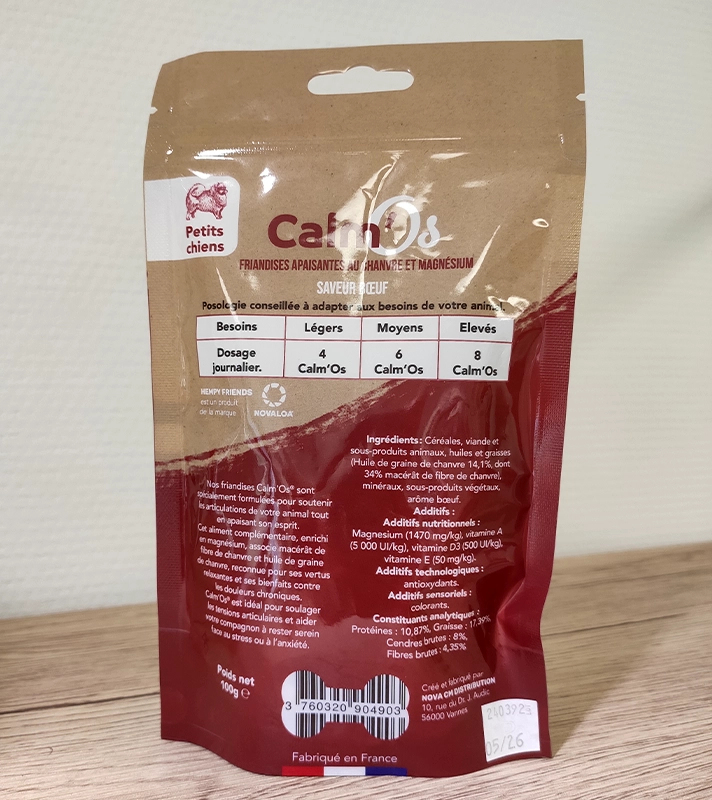 Petits
chiens
Calm'Os
FRIANDISES APAISANTES AU CHANVRE ET MAGNÉSIUM
SAVEUR BŒUF
Posologie conseillée à adapter aux besoins de votre animal.
Besoins Légers Moyens Elevés
Dosage journalier. 4 Calm'Os 6 Calm'Os 8 Calm'Os
HEMPY FRIENDS
est un produit
de la marque
NOVALOA
Nos friandises Calm'Os® sont
spécialement formulées pour soutenir
les articulations de votre animal tout
en apaisant son esprit.
Cet aliment complémentaire, enrichi
en magnésium, associe macérât de
fibre de chanvre et huile de graine
de chanvre, reconnue pour ses vertus
relaxantes et ses bienfaits contre
les douleurs chroniques.
Calm'Os® est idéal pour soulager
les tensions articulaires et aider
votre compagnon à rester serein
face au stress ou à l'anxiété.
Ingrédients : Céréales, viande et
sous-produits animaux, huiles et graisses
(Huile de graine de chanvre 14,1%, dont
34% macérât de fibre de chanvre),
minéraux, sous-produits végétaux,
arôme bœuf.
Additifs :
Additifs nutritionnels :
Magnesium (1470 mg/kg), vitamine A
(5 000 UI/kg), vitamine D3 (500 UI/kg),
vitamine E (50 mg/kg),
Additifs technologiques :
antioxydants.
Additifs sensoriels :
colorants.
Constituants analytiques :
Protéines : 10,87%, Graisse : 17,39%,
Cendres brutes : 8%,
Fibres brutes : 4,35%
Poids net
100g ℮
3 760320 904903
Créé et fabriqué par
NOVA CM DISTRIBUTION
10, rue du Dr. J. Audic
56000 Vannes
05/26
Fabriqué en France